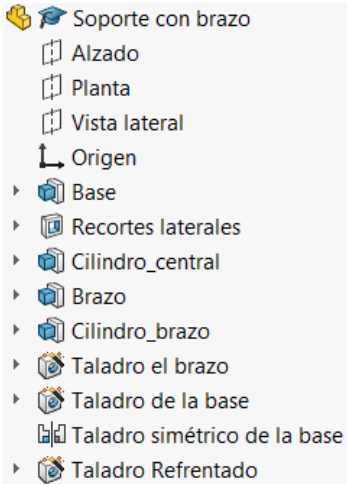 Soporte con brazo
Alzado
Planta
Vista lateral
Origen
Base
Recortes laterales
Cilindro_central
Brazo
Cilindro_brazo
Taladro el brazo
Taladro de la base
Taladro simétrico de la base
Taladro Refrentado